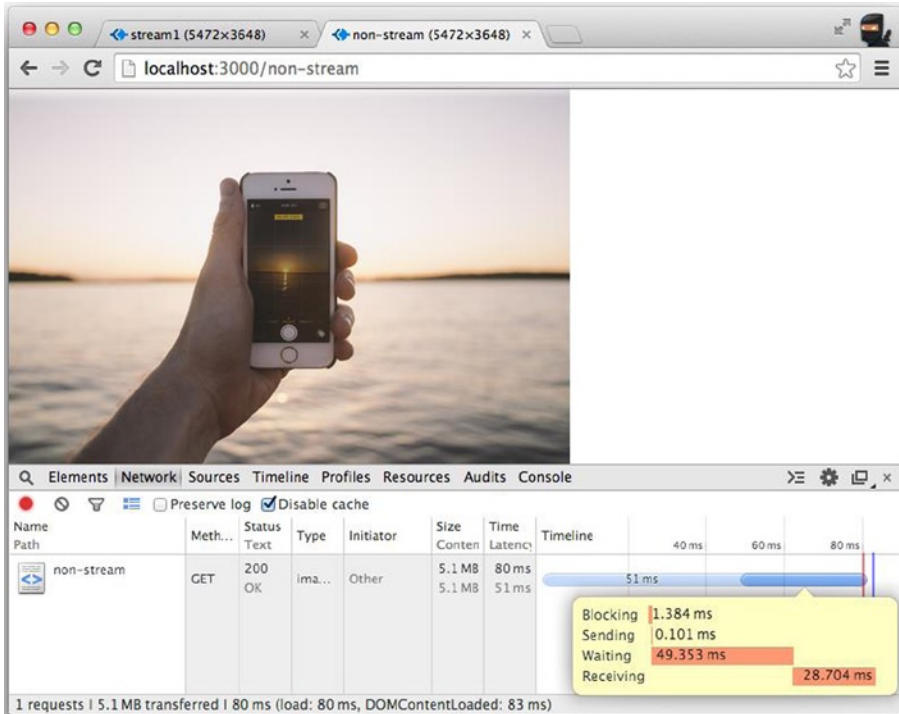 stream1 (5472×3648) ×
non-stream (5472×3648) ×
localhost:3000/non-stream
Elements Network Sources Timeline Profiles Resources Audits Console
Preserve log Disable cache
Name
Path
Meth...
Status
Text
Type
Initiator
Size
Conten
Time
Latency
Timeline
40 ms
60 ms
80 ms
non-stream
GET
200
OK
ima...
Other
5.1 MB
5.1 MB
80 ms
51 ms
51 ms
Blocking 1.384 ms
Sending 0.101 ms
Waiting 49.353 ms
Receiving 28.704 ms
1 requests | 5.1 MB transferred | 80 ms (load: 80 ms, DOMContentLoaded: 83 ms)